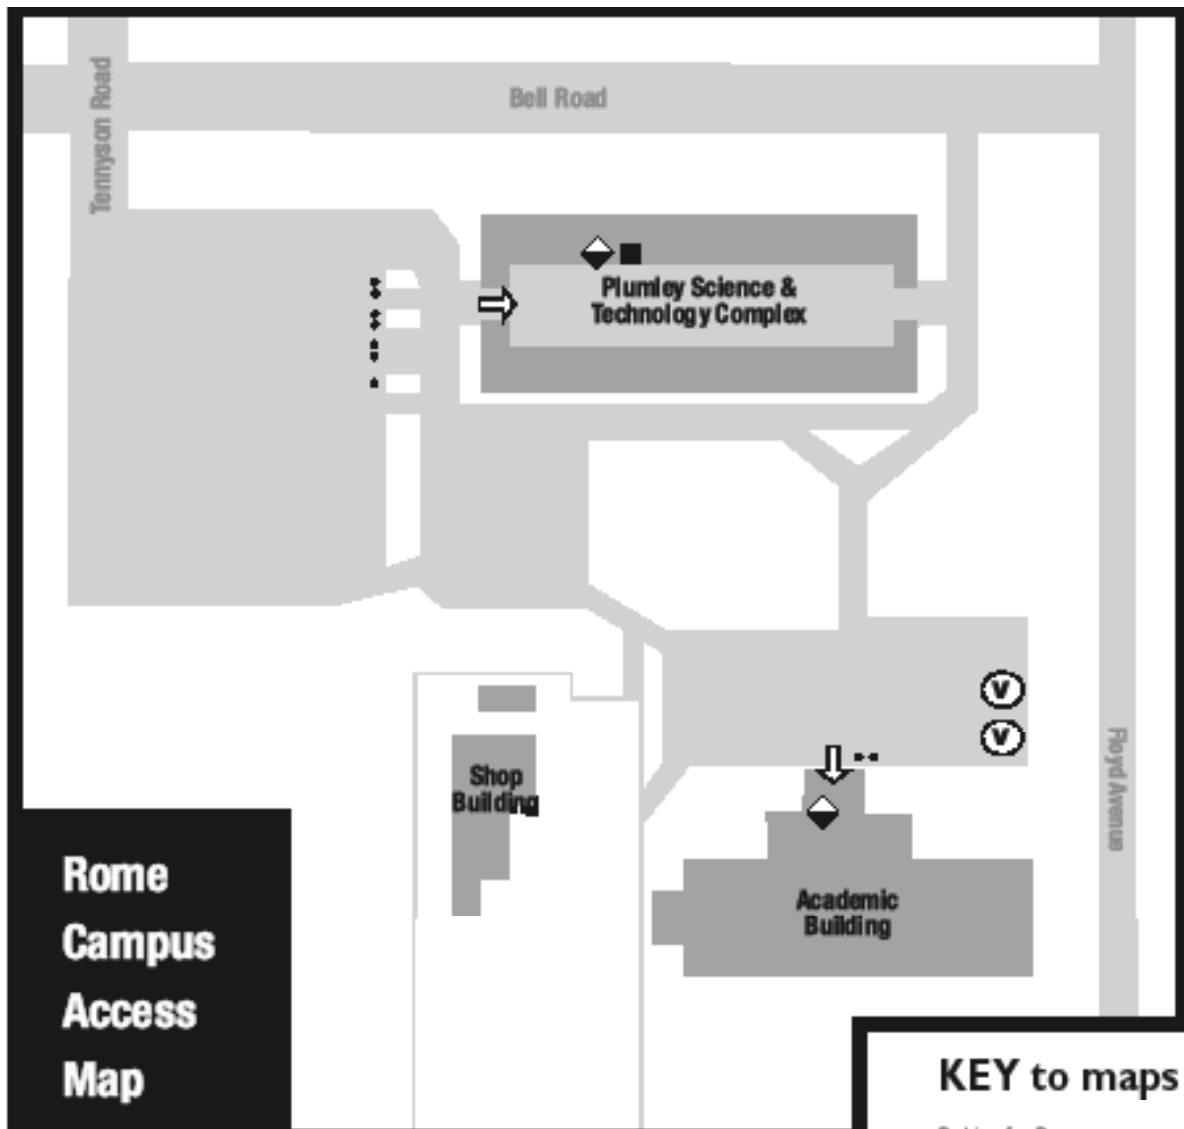 Tennyson Road
Bell Road
Plumley Science &
Technology Complex
V
V
Floyd Avenue
Shop
Building
Academic
Building
Rome
Campus
Access
Map
KEY to maps